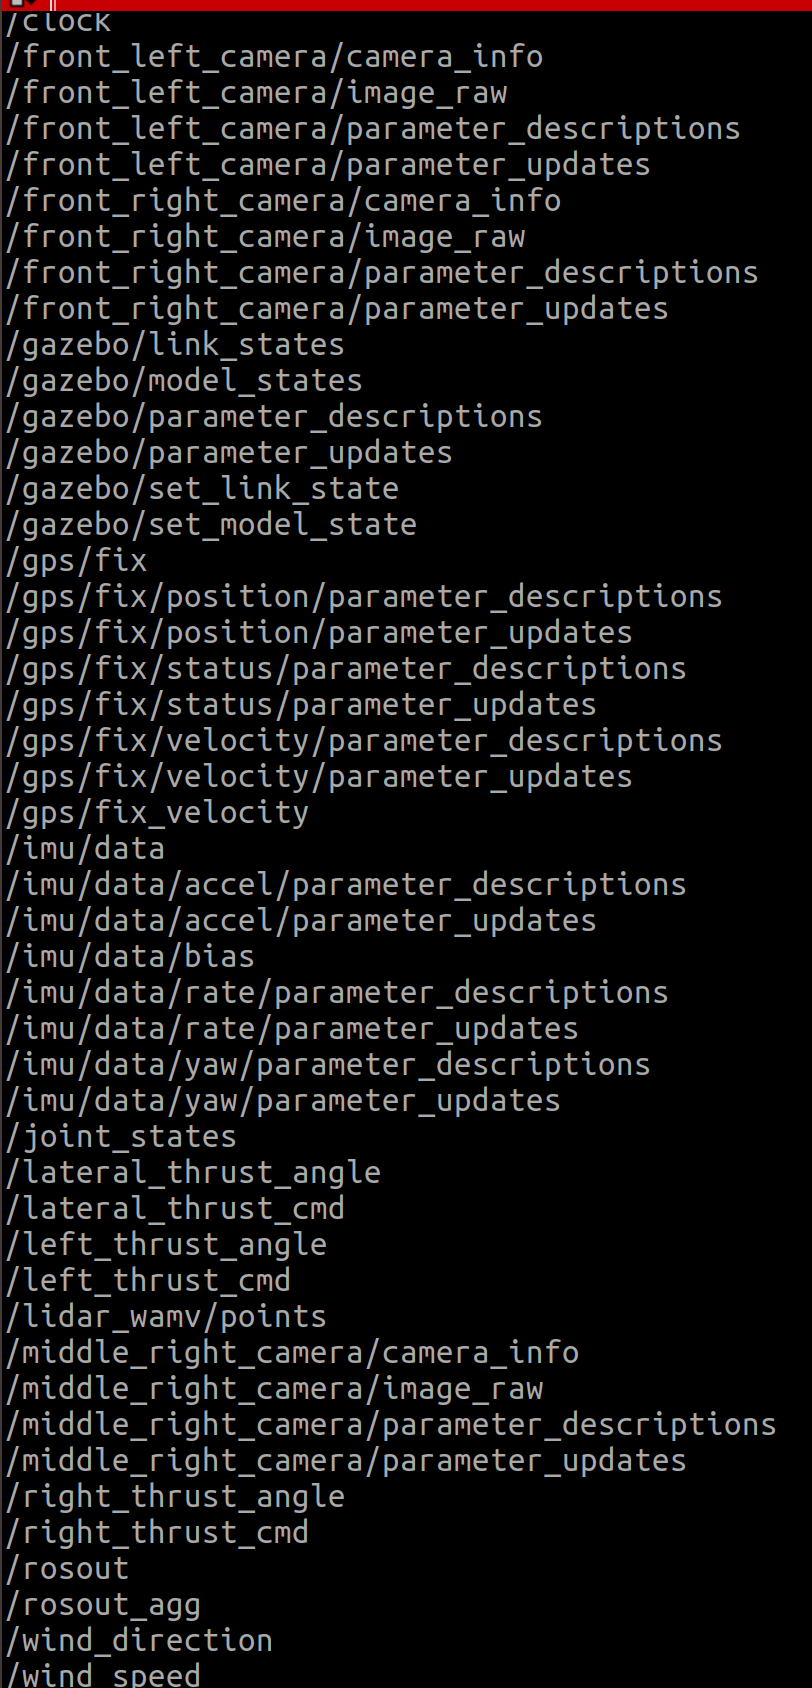 /clock
/front_left_camera/camera_info
/front_left_camera/image_raw
/front_left_camera/parameter_descriptions
/front_left_camera/parameter_updates
/front_right_camera/camera_info
/front_right_camera/image_raw
/front_right_camera/parameter_descriptions
/front_right_camera/parameter_updates
/gazebo/link_states
/gazebo/model_states
/gazebo/parameter_descriptions
/gazebo/parameter_updates
/gazebo/set_link_state
/gazebo/set_model_state
/gps/fix
/gps/fix/position/parameter_descriptions
/gps/fix/position/parameter_updates
/gps/fix/status/parameter_descriptions
/gps/fix/status/parameter_updates
/gps/fix/velocity/parameter_descriptions
/gps/fix/velocity/parameter_updates
/gps/fix_velocity
/imu/data
/imu/data/accel/parameter_descriptions
/imu/data/accel/parameter_updates
/imu/data/bias
/imu/data/rate/parameter_descriptions
/imu/data/rate/parameter_updates
/imu/data/yaw/parameter_descriptions
/imu/data/yaw/parameter_updates
/joint_states
/lateral_thrust_angle
/lateral_thrust_cmd
/left_thrust_angle
/left_thrust_cmd
/lidar_wamv/points
/middle_right_camera/camera_info
/middle_right_camera/image_raw
/middle_right_camera/parameter_descriptions
/middle_right_camera/parameter_updates
/right_thrust_angle
/right_thrust_cmd
/rosout
/rosout_agg
/wind_direction
/wind_speed